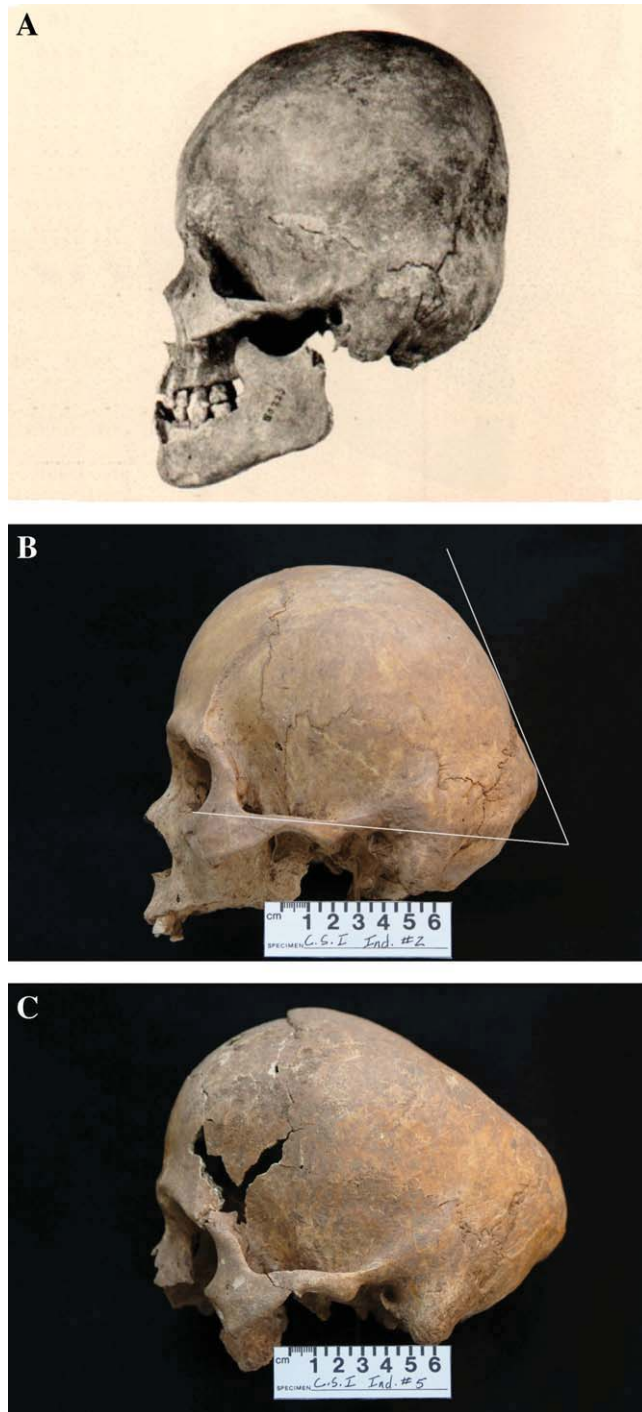 A
B
cm 1 2 3 4 5 6
SPECIMEN C.S.I Ind. #2
C
cm 1 2 3 4 5 6
SPECIMEN C.S.I Ind. #5